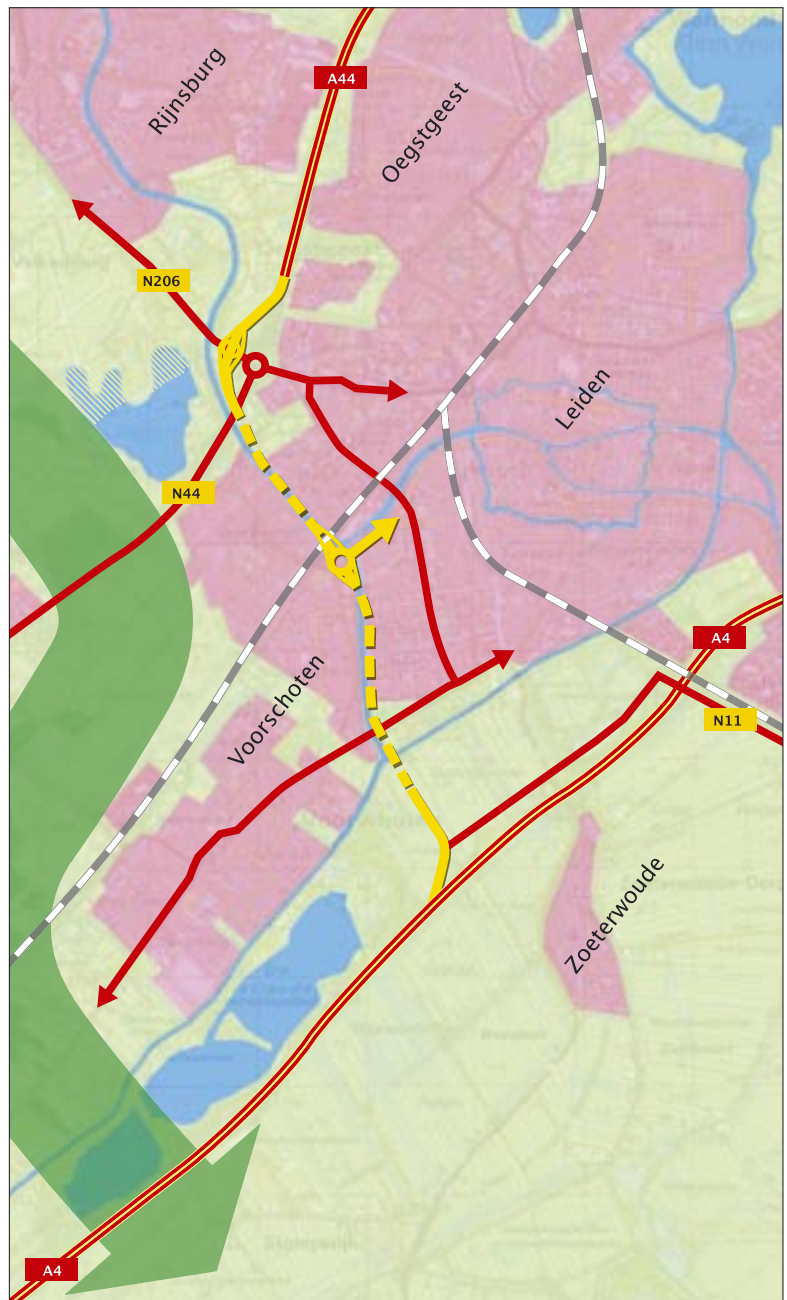 A44
Rijnsburg
Oegstgeest
N206
Leiden
N44
A4
N11
Voorschoten
Zoeterwoude
A4